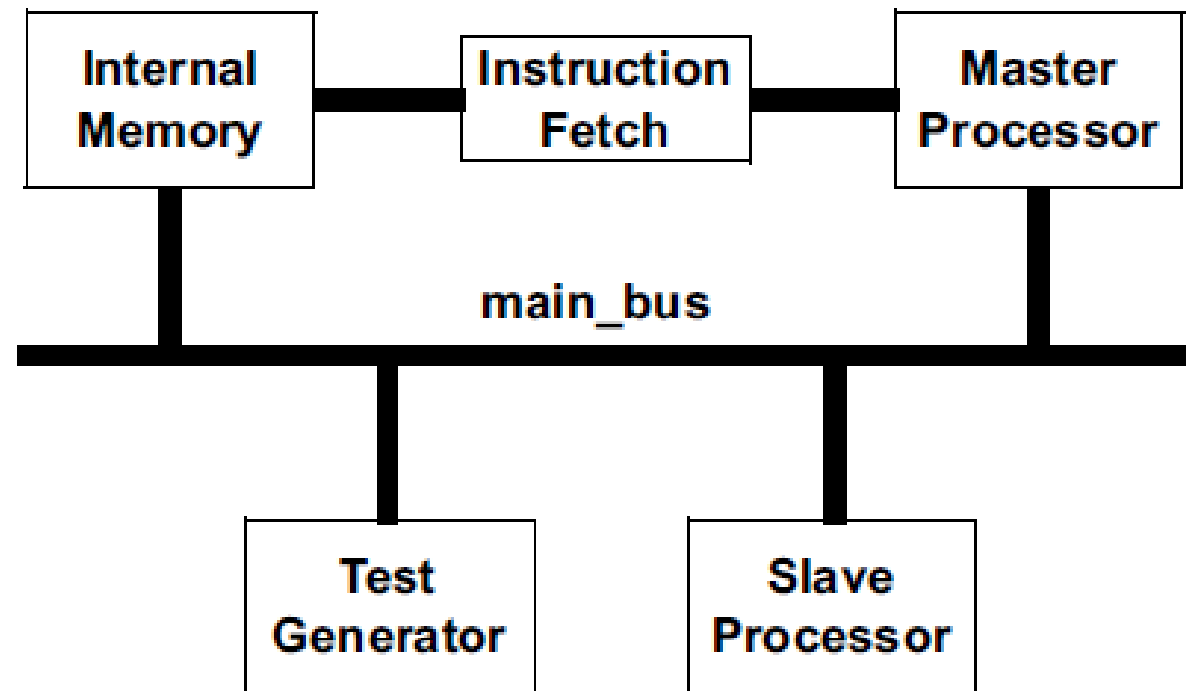 Internal
Memory
Instruction
Fetch
Master
Processor
main_bus
Test
Generator
Slave
Processor